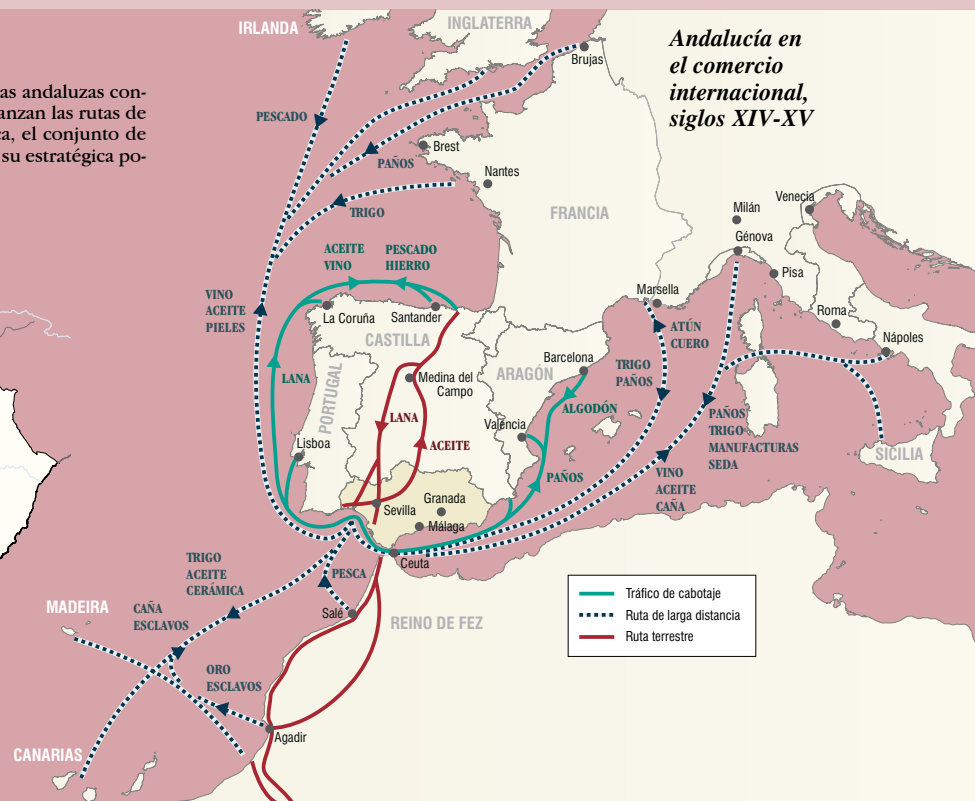 IRLANDA
INGLATERRA
Andalucía en
el comercio
internacional,
siglos XIV-XV
Brujas
as andaluzas con-
anzan las rutas de
ca, el conjunto de
su estratégica po-
PESCADO
Brest
PAÑOS
Nantes
TRIGO
FRANCIA
Milán
Venecia
Génova
Pisa
ACEITE
VINO
PESCADO
HIERRO
Marsella
VINO
ACEITE
PIELES
La Coruña
Santander
Roma
Nápoles
CASTILLA
ATÚN
CUERO
Barcelona
TRIGO
PAÑOS
ARAGÓN
LANA
PORTUGAL
Medina del
Campo
ALGODÓN
LANA
PAÑOS
TRIGO
MANUFACTURAS
SEDA
Valencia
Lisboa
ACEITE
SICILIA
PAÑOS
VINO
ACEITE
CAÑA
Granada
Sevilla
Málaga
Ceuta
TRIGO
ACEITE
CERÁMICA
PESCA
MADEIRA
CAÑA
ESCLAVOS
Salé
REINO DE FEZ
Tráfico de cabotaje
Ruta de larga distancia
Ruta terrestre
ORO
ESCLAVOS
Agadir
CANARIAS